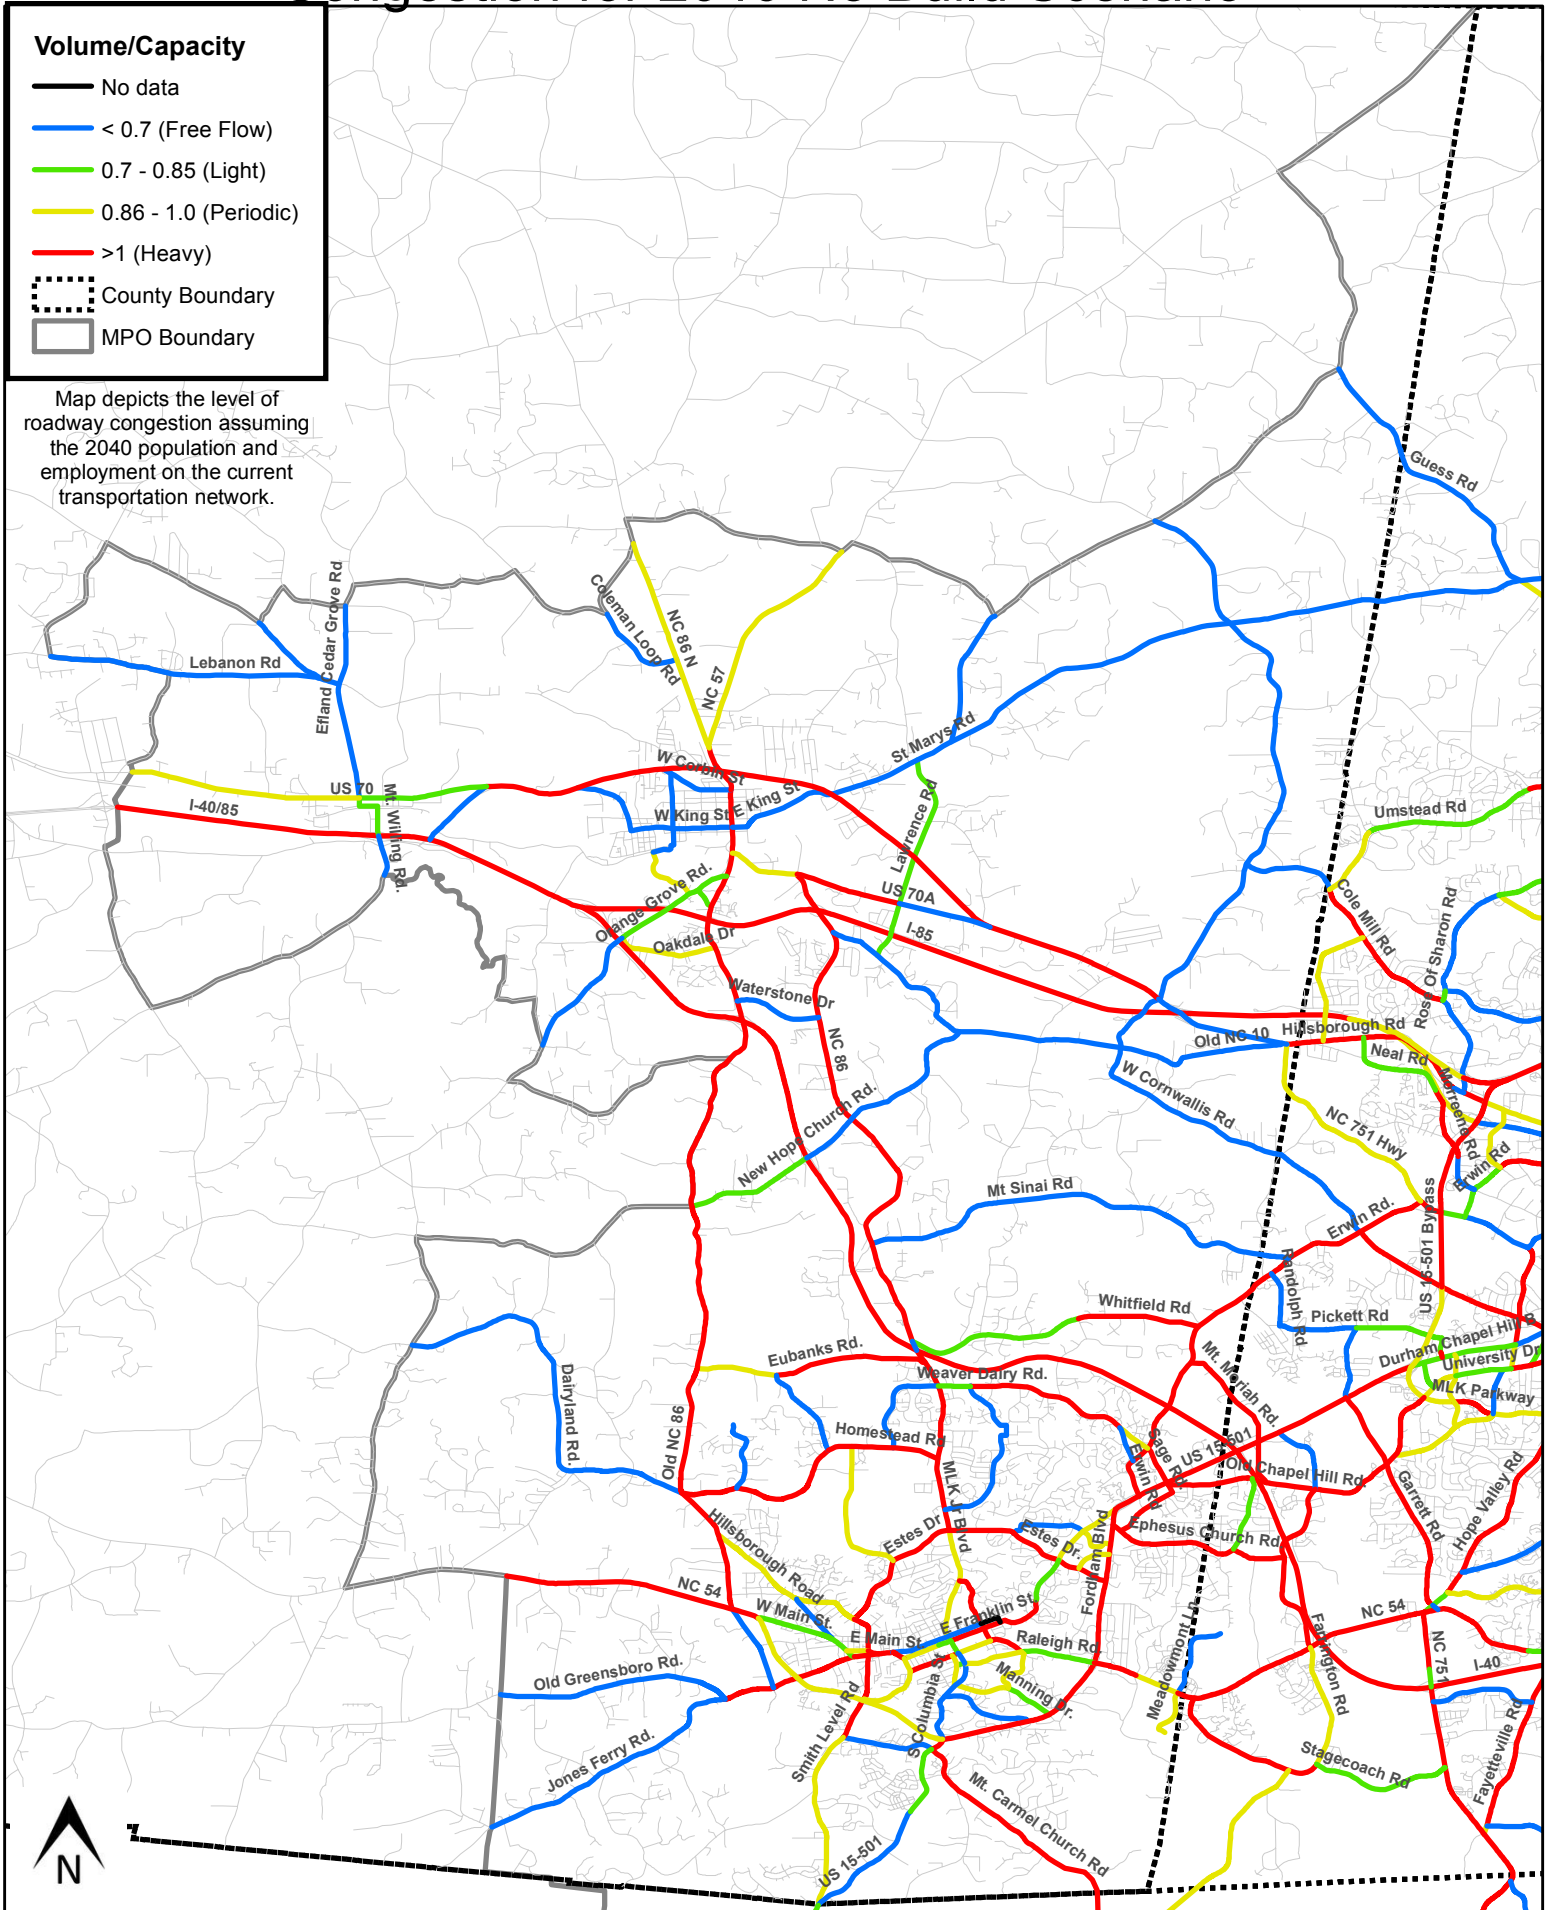 Congestion for 2040 No Build Scenario
Volume/Capacity
No data
< 0.7 (Free Flow)
0.7 - 0.85 (Light)
0.86 - 1.0 (Periodic)
>1 (Heavy)
County Boundary
MPO Boundary
Map depicts the level of
roadway congestion assuming
the 2040 population and
employment on the current
transportation network.
Guess Rd
Efland Cedar Grove Rd
Coleman Loop Rd
NC 86 N
Lebanon Rd
NC 57
St Marys Rd
W Corbin St
US 70
Mt. Willing Rd.
I-40/85
W King St
E King St
Lawrence Rd
Umstead Rd
Orange Grove Rd.
US 70A
Cole Mill Rd
Rose Of Sharon Rd
I-85
Oakdale Dr
Waterstone Dr
NC 86
Old NC 10
Hillsborough Rd
Neal Rd
Morreene Rd
W Cornwallis Rd
NC 751 Hwy
Erwin Rd
New Hope Church Rd.
Mt Sinai Rd
US 15-501 Bypass
Erwin Rd.
Randolph Rd
Whitfield Rd
Pickett Rd
Durham Chapel Hill B
University Dr
MLK Parkway
Eubanks Rd.
Weaver Dairy Rd.
Mt. Moriah Rd.
Dairyland Rd.
Old NC 86
Homestead Rd
Sage Rd.
US 15-501
Erwin Rd
Old Chapel Hill Rd.
MLK Jr Blvd
Garrett Rd
Hope Valley Rd
Hillsborough Road
Estes Dr
Estes Dr.
Fordham Blvd
Ephesus Church Rd
NC 54
W Main St.
E Main St.
E Franklin St.
Raleigh Rd.
Meadowmont Ln
NC 54
Farrington Rd
NC 751
I-40
Old Greensboro Rd.
Manning Dr.
S Columbia St
Smith Level Rd
Jones Ferry Rd.
Stagecoach Rd
Fayetteville Rd
Mt. Carmel Church Rd
US 15-501
N